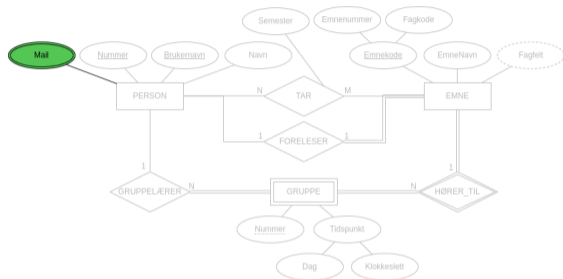 Semester
Emnenummer
Fagkode
Mail
Nummer
Brukernavn
Navn
Emnekode
EmneNavn
Fagfelt
PERSON
N
TAR
M
EMNE
1
FORELESER
1
1
1
GRUPPELÆRER
N
GRUPPE
N
HØRER_TIL
Nummer
Tidspunkt
Dag
Klokkeslett